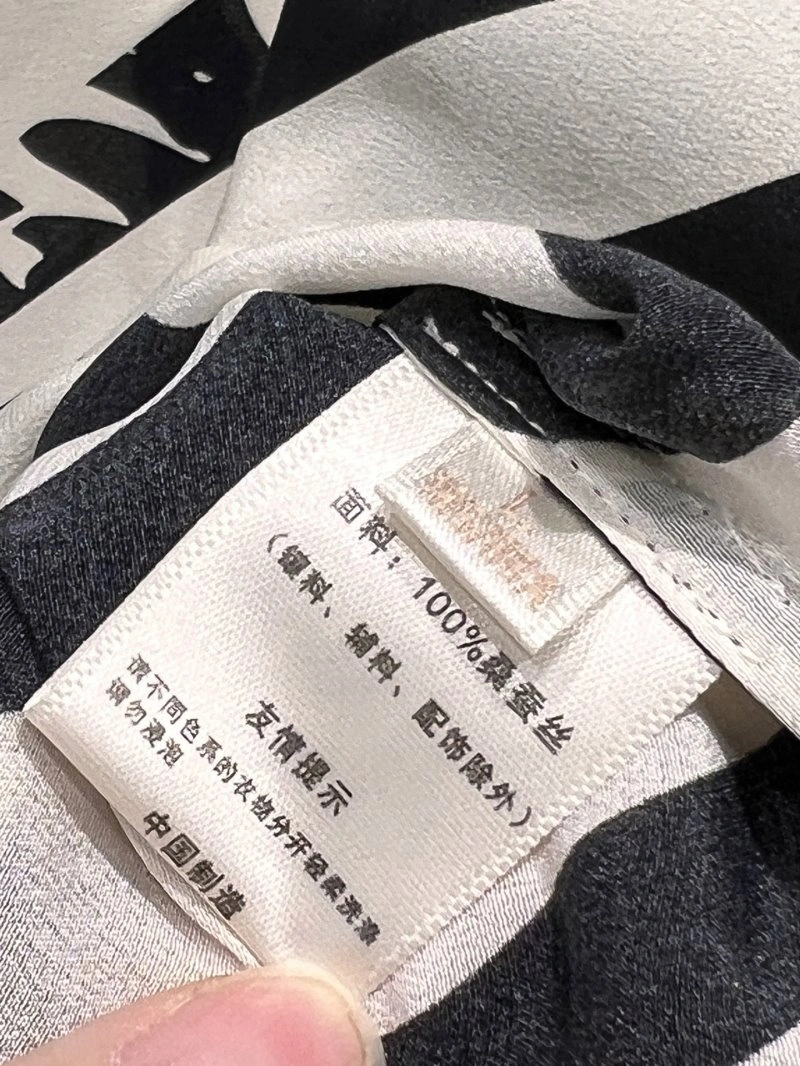 面料：100%桑蚕丝
（缎料、辅料、配饰除外）
友情提示
请不同色系的衣物分开轻柔洗涤
请勿浸泡
中国制造
L